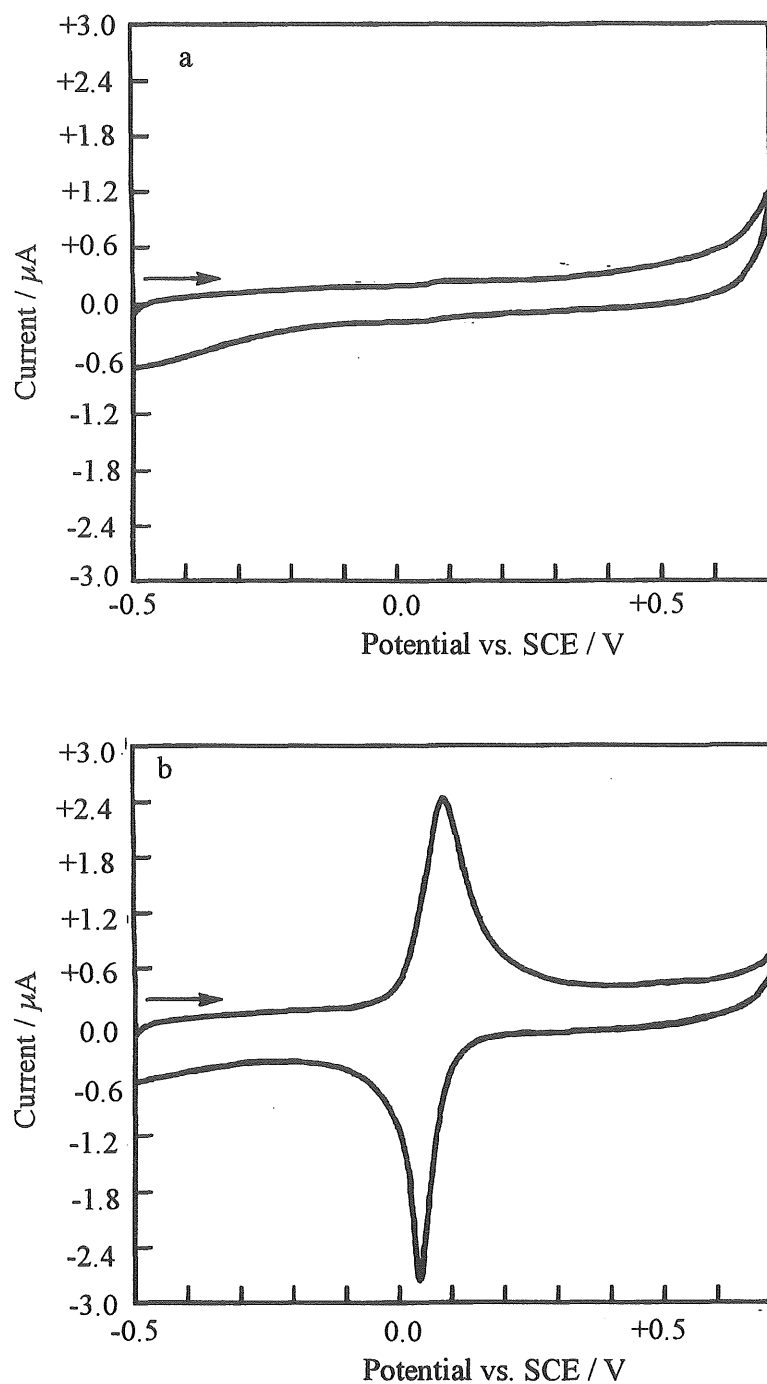 +3.0
a
+2.4
+1.8
+1.2
+0.6
0.0
-0.6
-1.2
-1.8
-2.4
-3.0
Current / µA
-0.5 0.0 +0.5
Potential vs. SCE / V
+3.0
b
+2.4
+1.8
+1.2
+0.6
0.0
-0.6
-1.2
-1.8
-2.4
-3.0
Current / µA
-0.5 0.0 +0.5
Potential vs. SCE / V